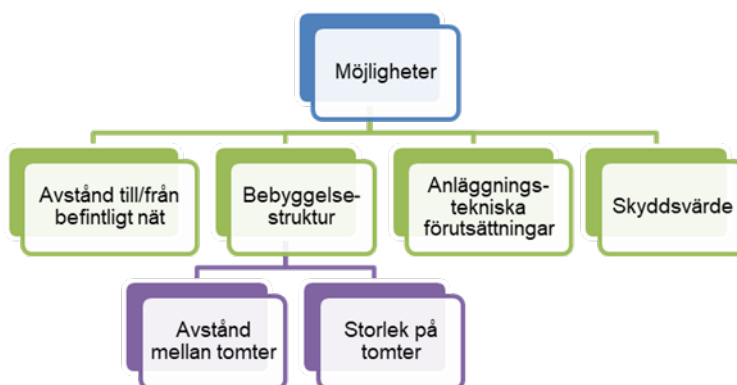 Möjligheter
Avstånd till/från
befintligt nät
Bebyggelse-
struktur
Anläggnings-
tekniska
förutsättningar
Skyddsvärde
Avstånd
mellan tomter
Storlek på
tomter